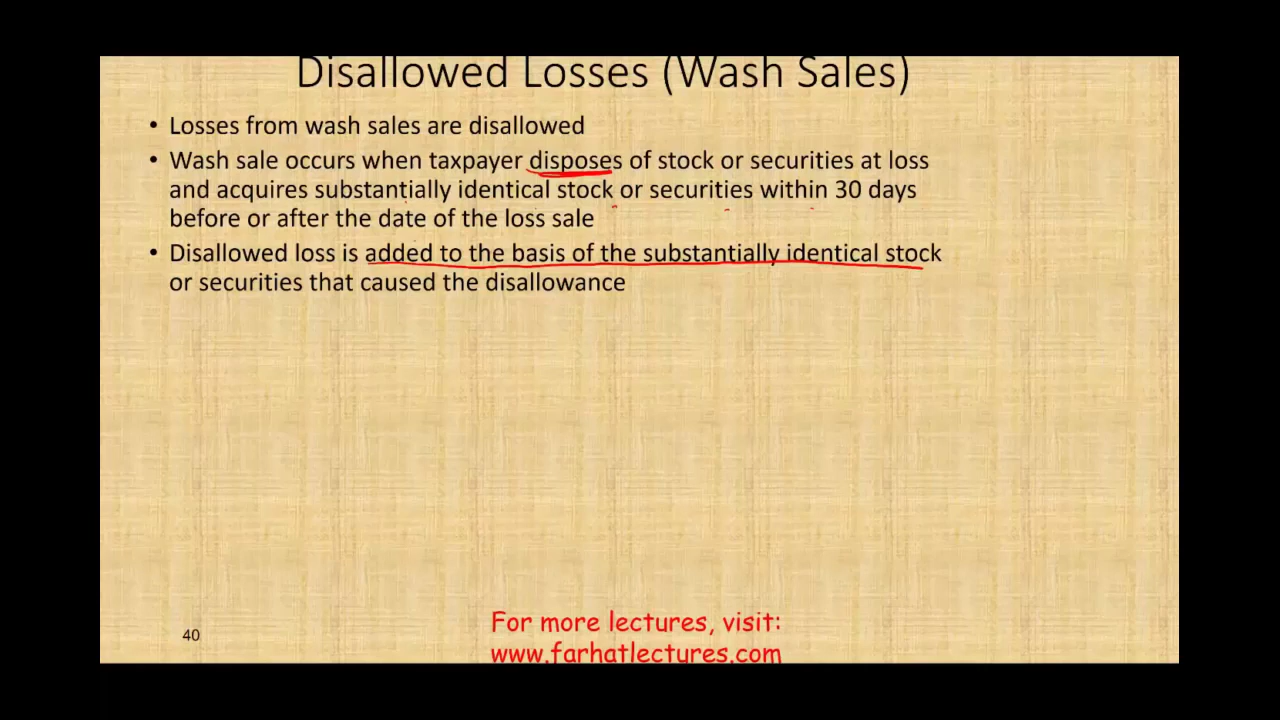 Disallowed Losses (Wash Sales)
• Losses from wash sales are disallowed
• Wash sale occurs when taxpayer disposes of stock or securities at loss
and acquires substantially identical stock or securities within 30 days
before or after the date of the loss sale
• Disallowed loss is added to the basis of the substantially identical stock
or securities that caused the disallowance
40
For more lectures, visit:
www.farhatlectures.com